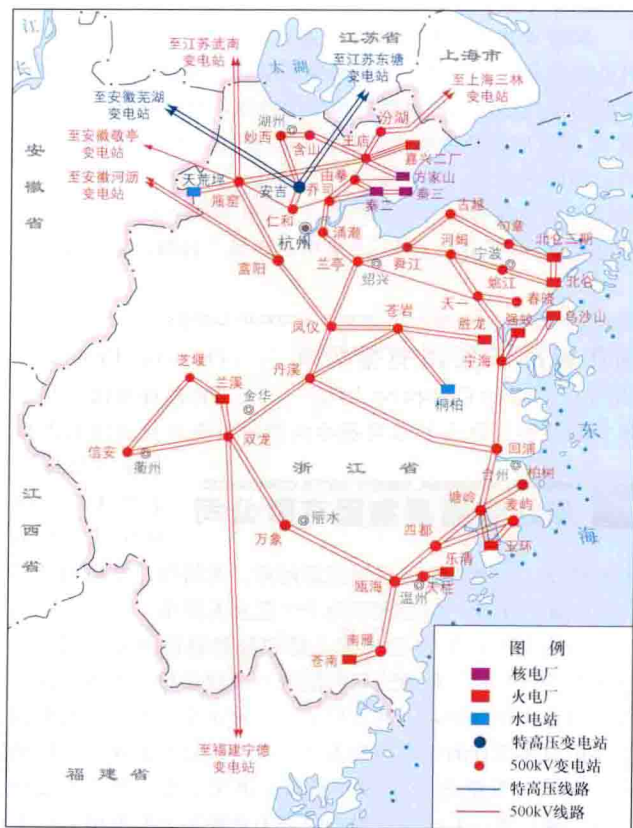 江苏省
上海市
江
长
太湖
至江苏武南
变电站
至江苏东塘
变电站
至上海三林
变电站
至安徽芜湖
变电站
至安徽敬亭
变电站
至安徽河沥
变电站
安徽省
湖州
妙西
含山
王店
汾湖
嘉兴二厂
方家山
由拳
秦二
秦三
天荒坪
瓶窑
安吉
乔司
仁和
杭州
涌潮
古越
句章
北仑三期
富阳
兰亭
绍兴
舜江
河姆
宁波
姚江
北仑
天一
春晓
凤仪
苍岩
胜龙
强蛟
乌沙山
宁海
芝堰
兰溪
金华
丹溪
桐柏
信安
衢州
双龙
浙江省
回浦
台州
柏树
东海
江西省
万象
丽水
塘岭
麦屿
四都
玉环
瓯海
乐清
天柱
温州
南雁
苍南
至福建宁德
变电站
福建省
图例
核电厂
火电厂
水电站
特高压变电站
500kV变电站
特高压线路
500kV线路